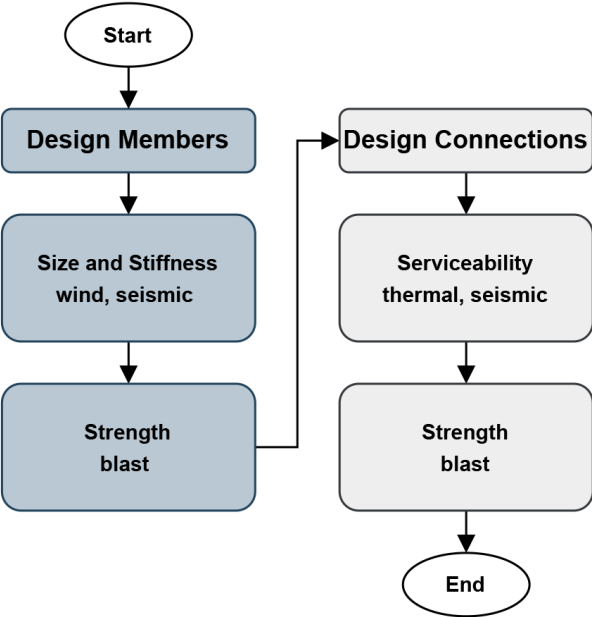 Start
Design Members
Size and Stiffness
wind, seismic
Strength
blast
Design Connections
Serviceability
thermal, seismic
Strength
blast
End